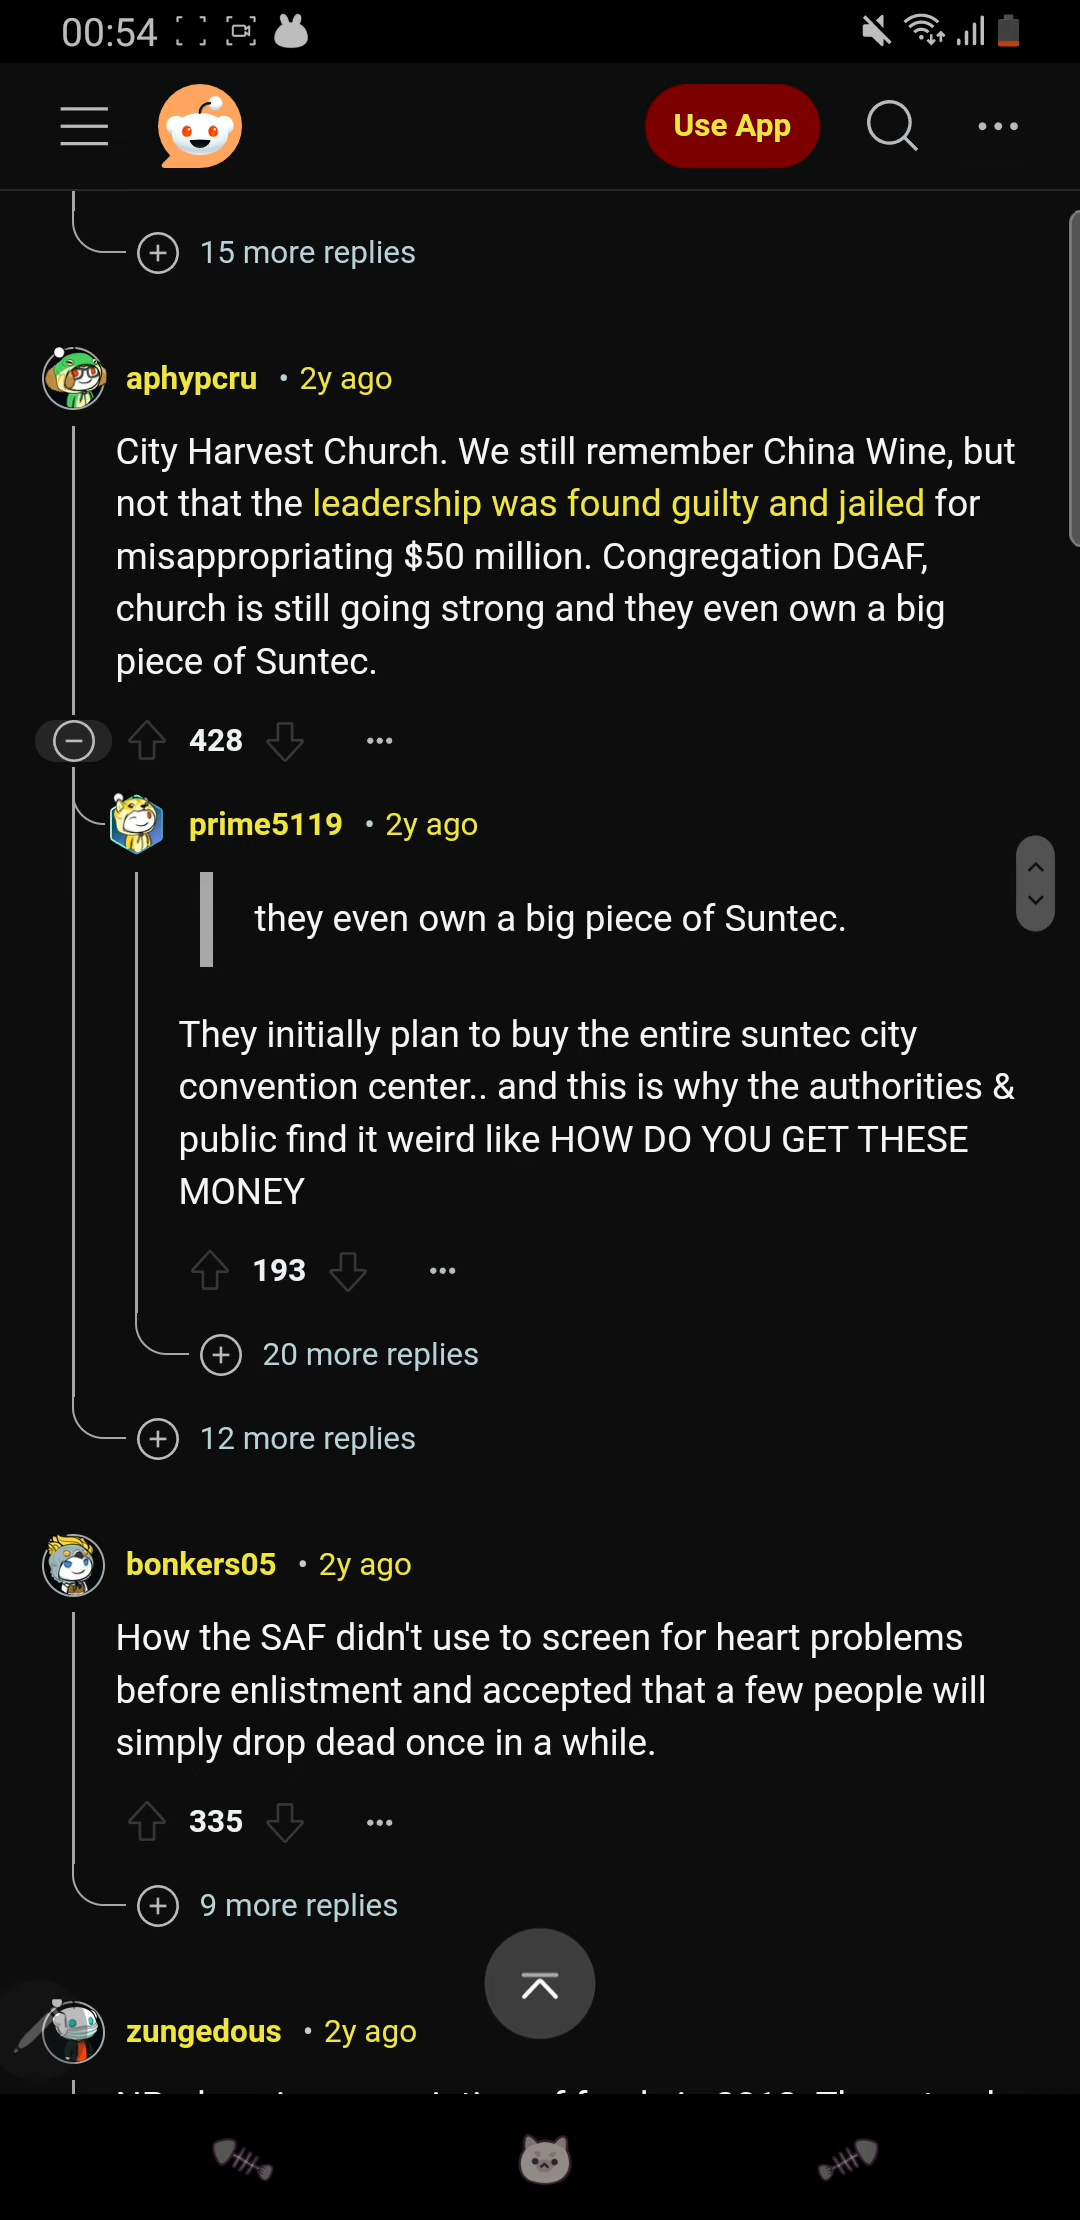 00:54
Use App
15 more replies
aphypcru • 2y ago
City Harvest Church. We still remember China Wine, but
not that the leadership was found guilty and jailed for
misappropriating $50 million. Congregation DGAF,
church is still going strong and they even own a big
piece of Suntec.
428
prime5119 • 2y ago
they even own a big piece of Suntec.
They initially plan to buy the entire suntec city
convention center.. and this is why the authorities &
public find it weird like HOW DO YOU GET THESE
MONEY
193
20 more replies
12 more replies
bonkers05 • 2y ago
How the SAF didn't use to screen for heart problems
before enlistment and accepted that a few people will
simply drop dead once in a while.
335
9 more replies
zungedous • 2y ago